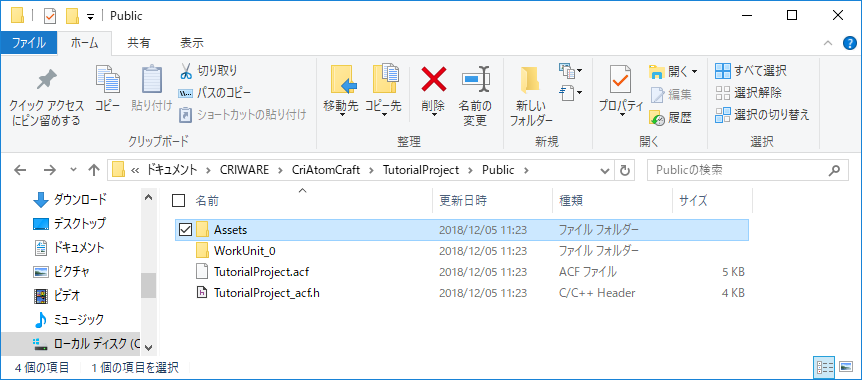 Public
ファイル ホーム 共有 表示
クイック アクセス
にピン留めする
コピー
貼り付け
切り取り
パスのコピー
ショートカットの貼り付け
クリップボード
移動先
コピー先
削除
名前の
変更
整理
新しい
フォルダー
新規
プロパティ
開く
編集
履歴
開く
すべて選択
選択解除
選択の切り替え
選択
« ドキュメント > CRIWARE > CriAtomCraft > TutorialProject > Public >
Publicの検索
ダウンロード
デスクトップ
ドキュメント
ピクチャ
ビデオ
ミュージック
ローカル ディスク (C
名前 更新日時 種類 サイズ
Assets 2018/12/05 11:23 ファイル フォルダー
WorkUnit_0 2018/12/05 11:23 ファイル フォルダー
TutorialProject.acf 2018/12/05 11:23 ACF ファイル 5 KB
TutorialProject_acf.h 2018/12/05 11:23 C/C++ Header 4 KB
4 個の項目 1 個の項目を選択